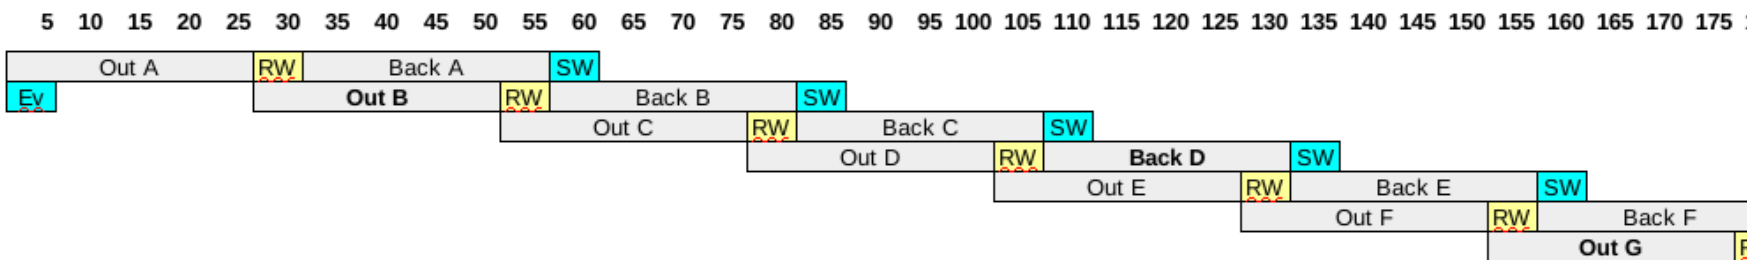 5 10 15 20 25 30 35 40 45 50 55 60 65 70 75 80 85 90 95 100 105 110 115 120 125 130 135 140 145 150 155 160 165 170 175
Out A RW Back A SW
Ev Out B RW Back B SW
Out C RW Back C SW
Out D RW Back D SW
Out E RW Back E SW
Out F RW Back F
Out G